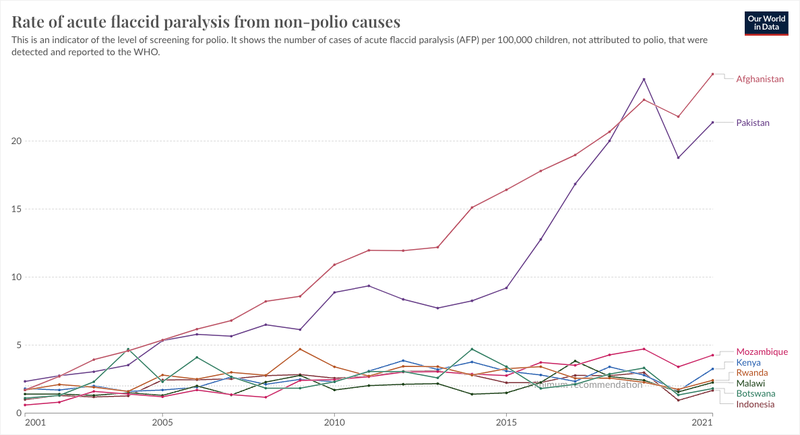 Rate of acute flaccid paralysis from non-polio causes
Our World
in Data
This is an indicator of the level of screening for polio. It shows the number of cases of acute flaccid paralysis (AFP) per 100,000 children, not attributed to polio, that were
detected and reported to the WHO.
Afghanistan
Pakistan
20
15
10
5
0
Mozambique
Kenya
Rwanda
Malawi
Botswana
Indonesia
2001
2005
2010
2015
2021